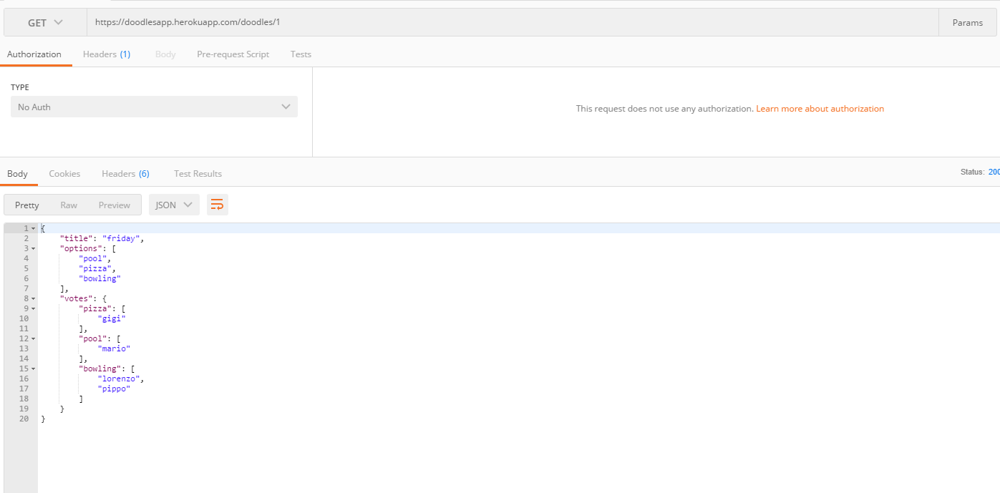 GET https://doodlesapp.herokuapp.com/doodles/1 Params
Authorization Headers (1) Body Pre-request Script Tests
TYPE
No Auth
This request does not use any authorization. Learn more about authorization
Body Cookies Headers (6) Test Results Status: 200
Pretty Raw Preview JSON
1 {
2 "title": "friday",
3 "options": [
4 "pool",
5 "pizza",
6 "bowling"
7 ],
8 "votes": {
9 "pizza": [
10 "gigi"
11 ],
12 "pool": [
13 "mario"
14 ],
15 "bowling": [
16 "lorenzo",
17 "pippo"
18 ]
19 }
20 }